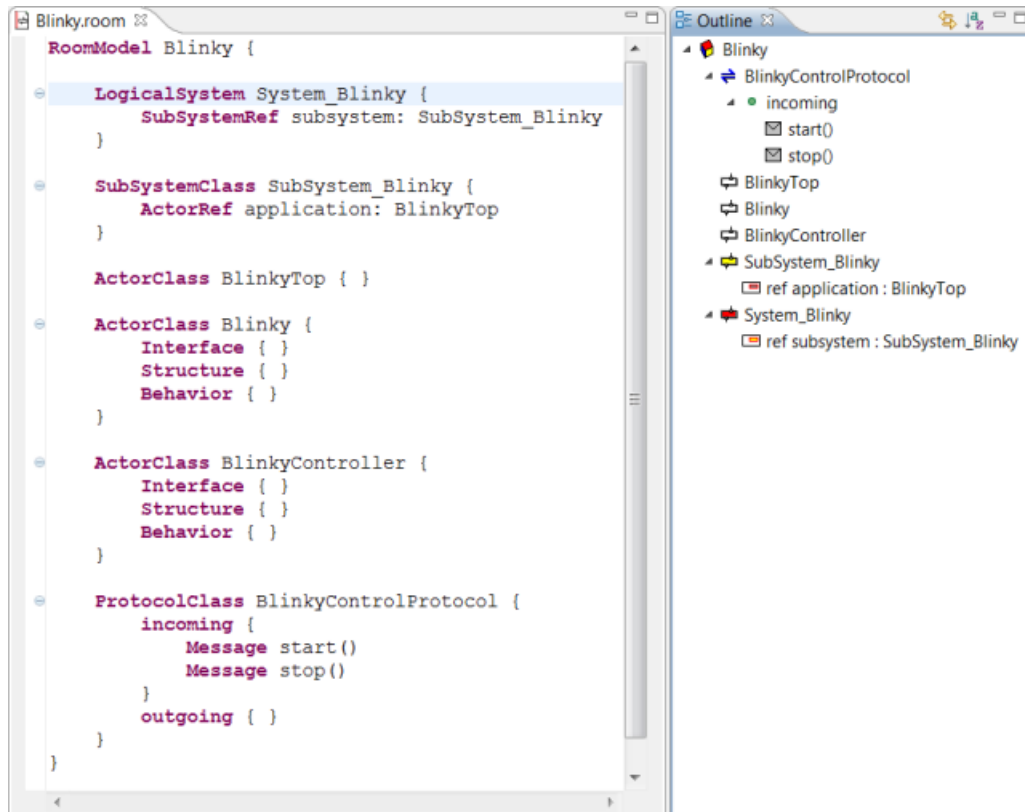 Blinky.room
RoomModel Blinky {
LogicalSystem System_Blinky {
SubSystemRef subsystem: SubSystem_Blinky
}
SubSystemClass SubSystem_Blinky {
ActorRef application: BlinkyTop
}
ActorClass BlinkyTop { }
ActorClass Blinky {
Interface { }
Structure { }
Behavior { }
}
ActorClass BlinkyController {
Interface { }
Structure { }
Behavior { }
}
ProtocolClass BlinkyControlProtocol {
incoming {
Message start()
Message stop()
}
outgoing { }
}
}
Outline
Blinky
BlinkyControlProtocol
incoming
start()
stop()
BlinkyTop
Blinky
BlinkyController
SubSystem_Blinky
ref application : BlinkyTop
System_Blinky
ref subsystem : SubSystem_Blinky